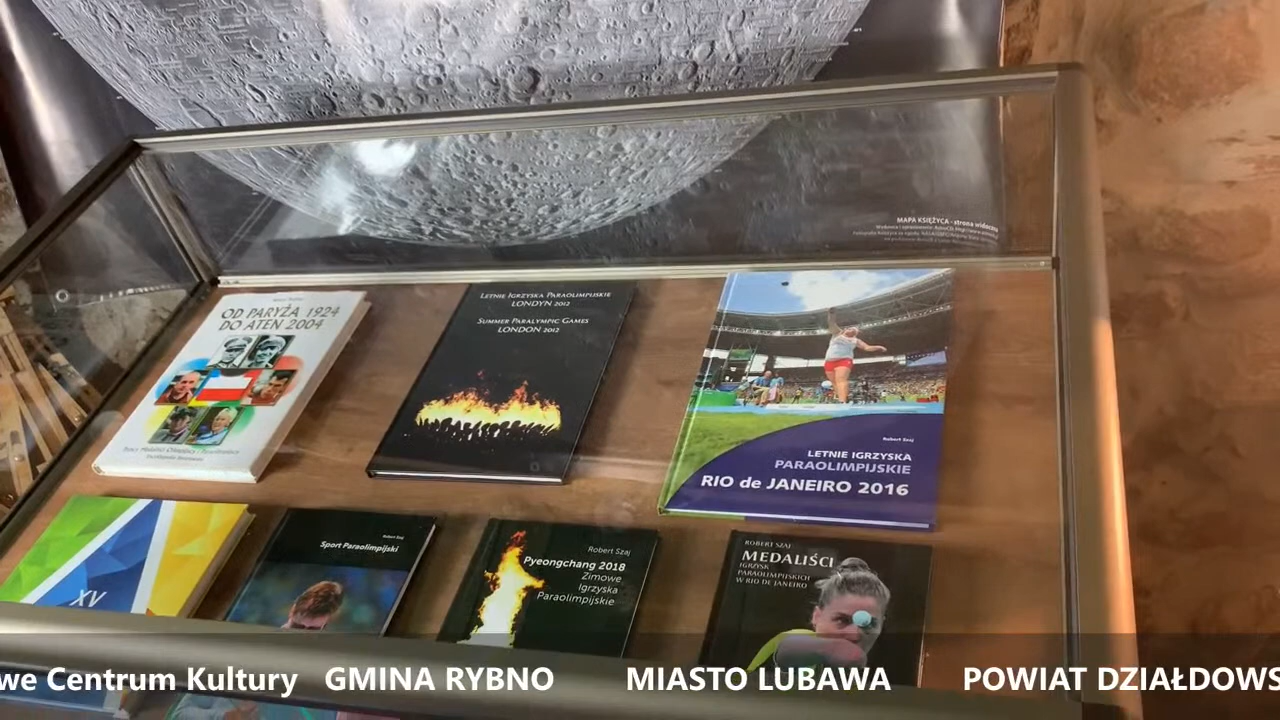 MAPA KSIĘŻYCA - strona widoczna
OD PARYŻA 1924
DO ATEN 2004
LETNIE IGRZYSKA PARAOLIMPIJSKIE
LONDYN 2012
SUMMER PARALYMPIC GAMES
LONDON 2012
Robert Szaj
LETNIE IGRZYSKA
PARAOLIMPIJSKIE
RIO de JANEIRO 2016
XV
Robert Szaj
Sport Paraolimpijski
Robert Szaj
Pyeongchang 2018
Zimowe
Igrzyska
Paraolimpijskie
ROBERT SZAJ
MEDALIŚCI
IGRZYSK
PARAOLIMPIJSKICH
W RIO DE JANEIRO
we Centrum Kultury GMINA RYBNO MIASTO LUBAWA POWIAT DZIAŁDOWS